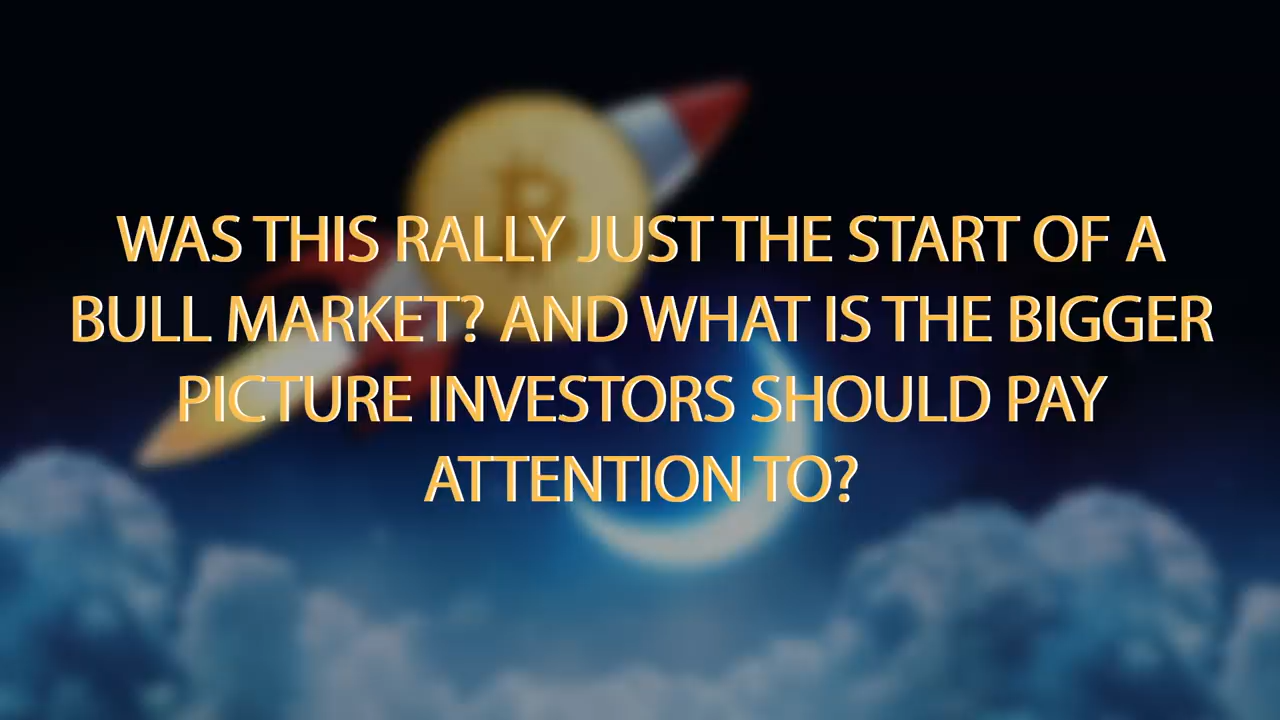 WAS THIS RALLY JUST THE START OF A
BULL MARKET? AND WHAT IS THE BIGGER
PICTURE INVESTORS SHOULD PAY
ATTENTION TO?